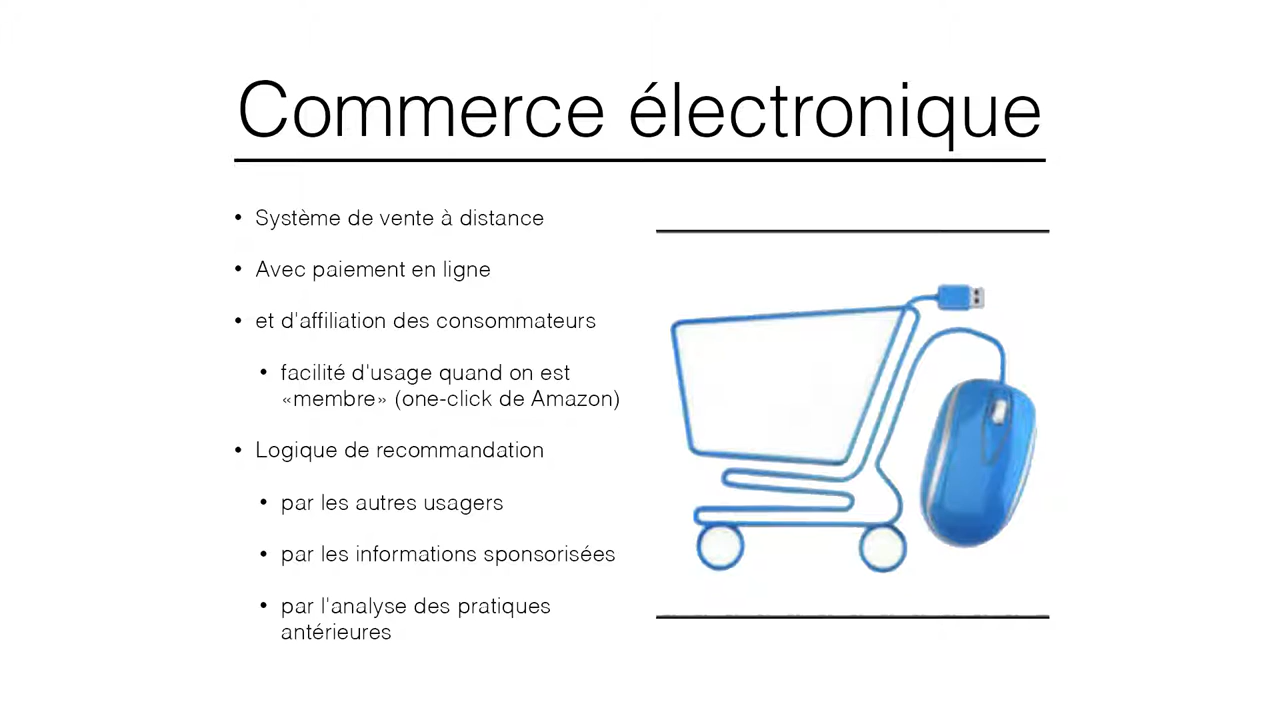 Commerce électronique
• Système de vente à distance
• Avec paiement en ligne
• et d'affiliation des consommateurs
• facilité d'usage quand on est
«membre» (one-click de Amazon)
• Logique de recommandation
• par les autres usagers
• par les informations sponsorisées
• par l'analyse des pratiques
antérieures